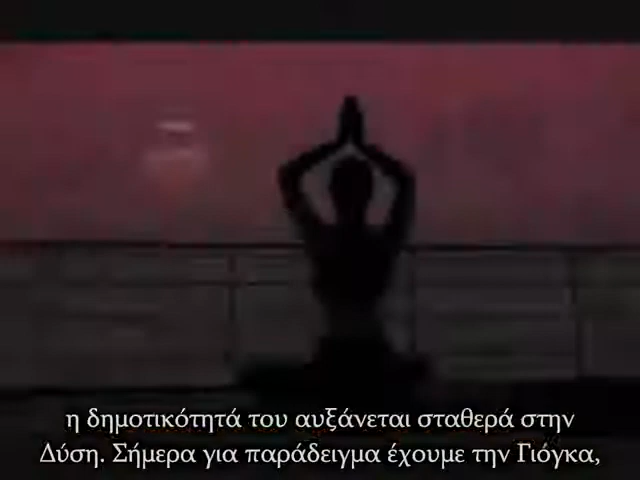 η δημοτικότητά του αυξάνεται σταθερά στην
Δύση. Σήμερα για παράδειγμα έχουμε την Γιόγκα,